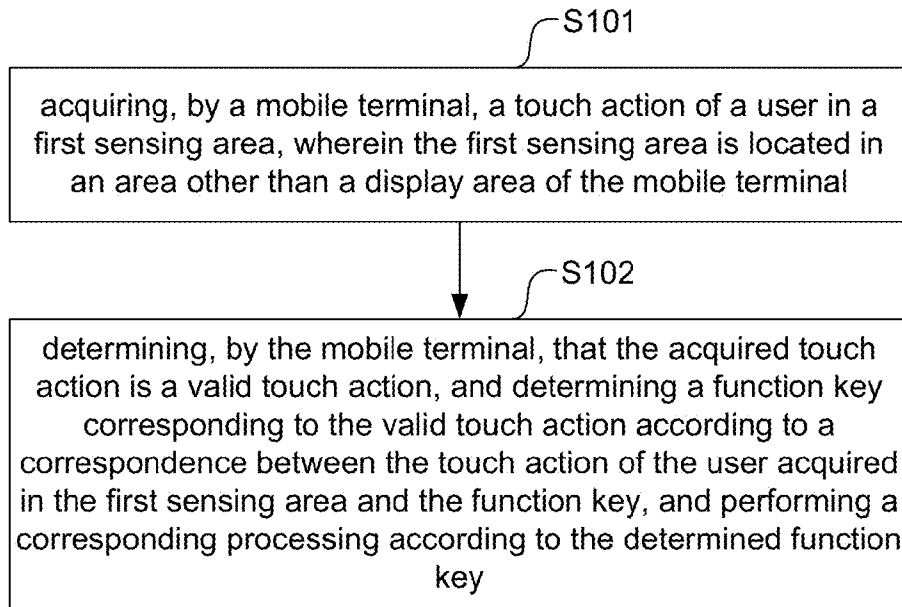 S101
acquiring, by a mobile terminal, a touch action of a user in a
first sensing area, wherein the first sensing area is located in
an area other than a display area of the mobile terminal
S102
determining, by the mobile terminal, that the acquired touch
action is a valid touch action, and determining a function key
corresponding to the valid touch action according to a
correspondence between the touch action of the user acquired
in the first sensing area and the function key, and performing a
corresponding processing according to the determined function
key